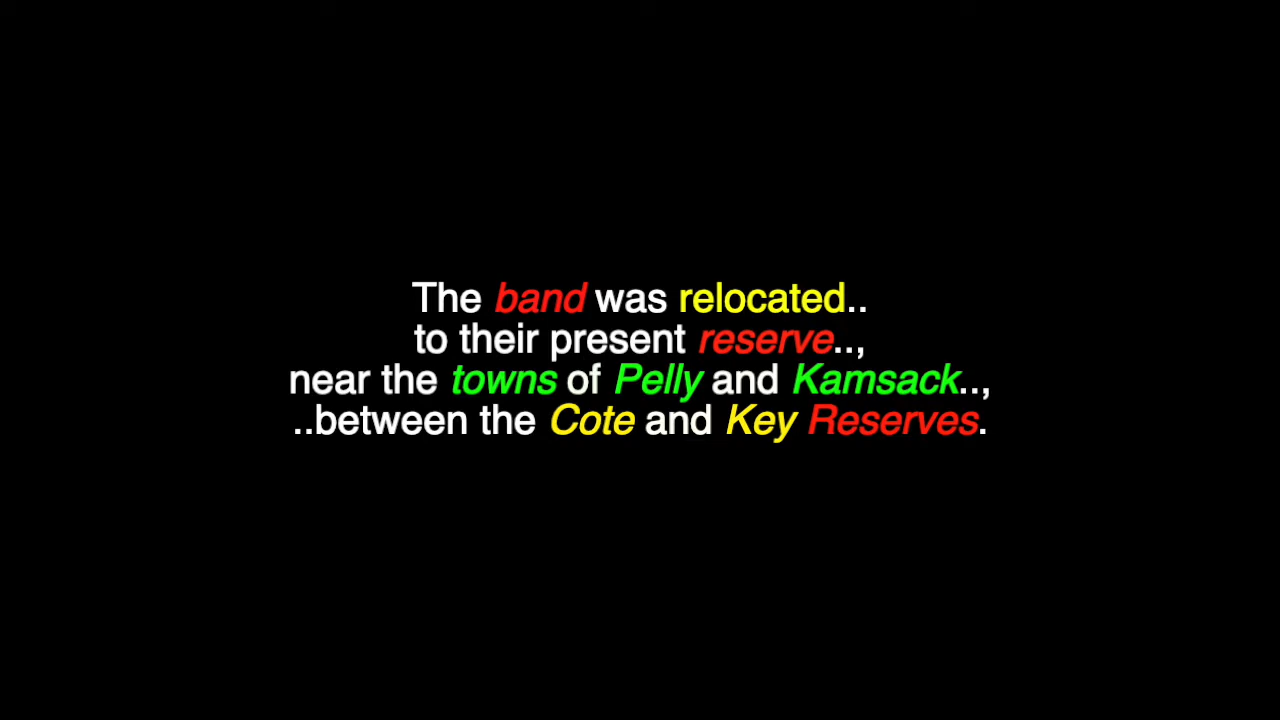 The band was relocated..
to their present reserve..,
near the towns of Pelly and Kamsack..,
..between the Cote and Key Reserves.